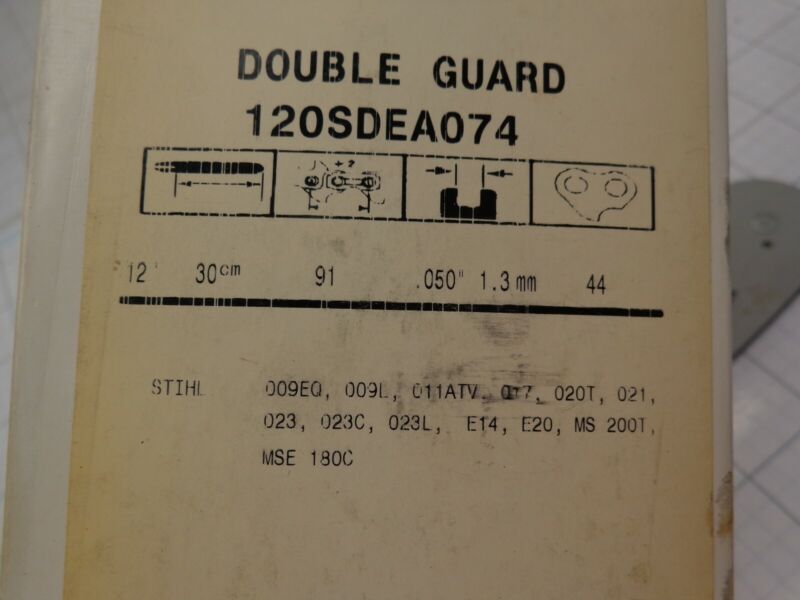 DOUBLE GUARD
120SDEA074
+ ?
12" 30cm 91 .050" 1.3mm 44
STIHL 009EQ, 009L, 011ATV, 017, 020T, 021,
023, 023C, 023L, E14, E20, MS 200T,
MSE 180C